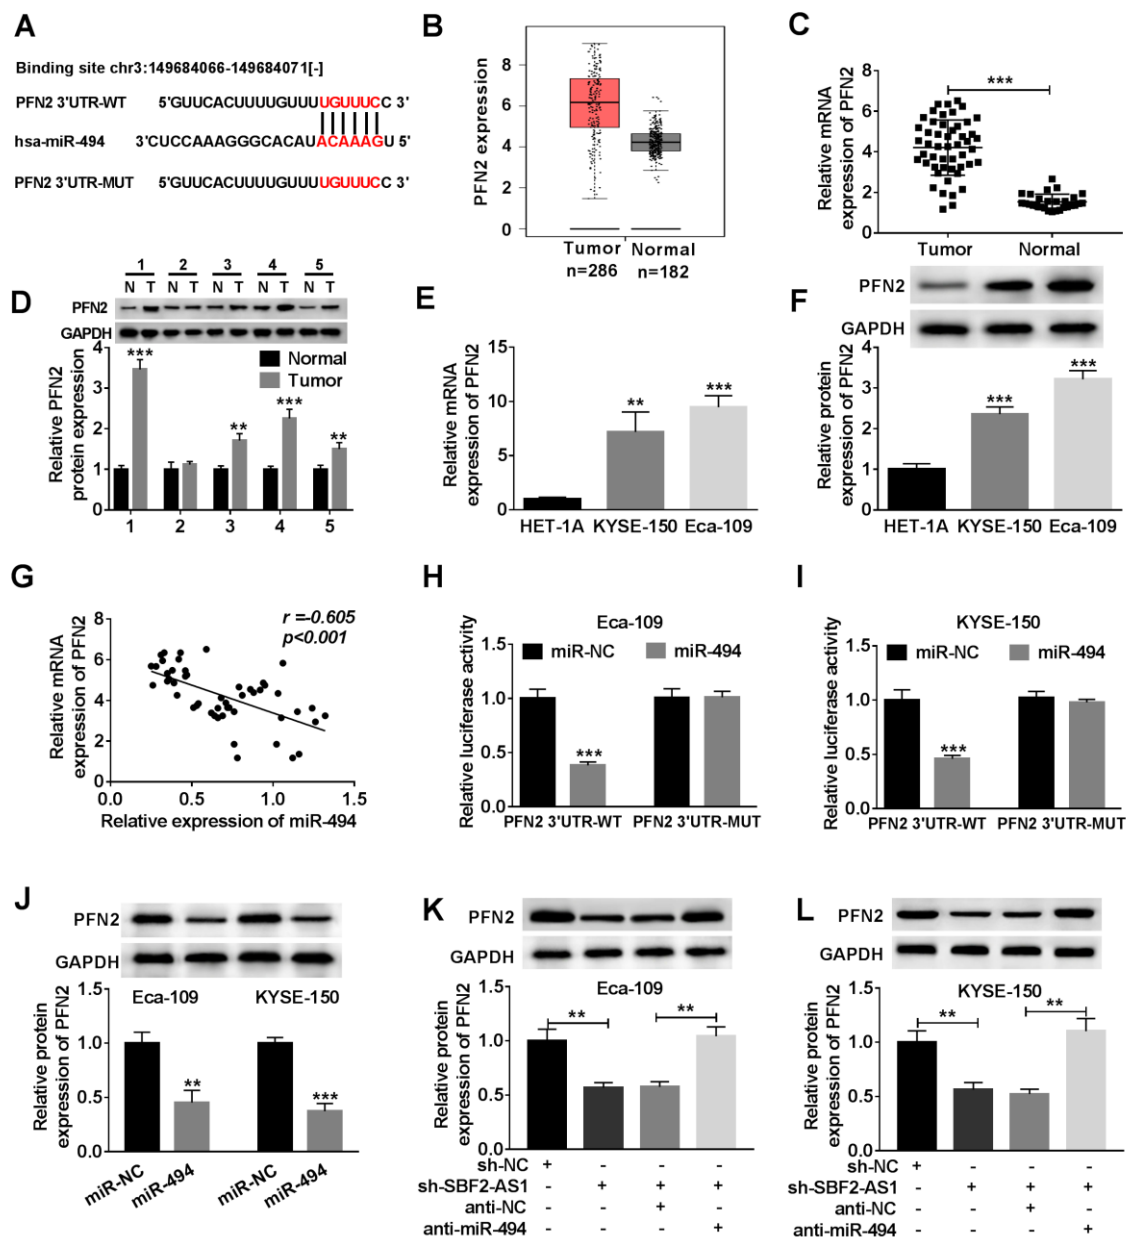 A
Binding site chr3:149684066-149684071[-]
PFN2 3'UTR-WT 5'GUUCACUUUUGUUUUGUUUCC 3'
hsa-miR-494 3'CUCCAAAGGGCACAUACAAAGU 5'
PFN2 3'UTR-MUT 5'GUUCACUUUUGUUUUGUUUCC 3'
B
PFN2 expression
8
6
4
2
0
Tumor Normal
n=286 n=182
C
Relative mRNA
expression of PFN2
8
6
4
2
0
***
Tumor Normal
D
1 2 3 4 5
N T N T N T N T N T
PFN2
GAPDH
Relative PFN2
protein expression
4
3
2
1
0
Normal
Tumor
*** ** *** **
1 2 3 4 5
E
Relative mRNA
expression of PFN2
15
10
5
0
** ***
HET-1A KYSE-150 Eca-109
F
PFN2
GAPDH
Relative protein
expression of PFN2
4
3
2
1
0
*** ***
HET-1A KYSE-150 Eca-109
G
Relative mRNA
expression of PFN2
8
6
4
2
0
r =-0.605
p<0.001
0.0 0.5 1.0 1.5
Relative expression of miR-494
H
Eca-109
Relative luciferase activity
1.5
1.0
0.5
0.0
miR-NC miR-494
***
PFN2 3'UTR-WT PFN2 3'UTR-MUT
I
KYSE-150
Relative luciferase activity
1.5
1.0
0.5
0.0
miR-NC miR-494
***
PFN2 3'UTR-WT PFN2 3'UTR-MUT
J
PFN2
GAPDH
Relative protein
expression of PFN2
1.5
1.0
0.5
0.0
Eca-109 KYSE-150
** ***
miR-NC miR-494 miR-NC miR-494
K
PFN2
GAPDH
Eca-109
Relative protein
expression of PFN2
1.5
1.0
0.5
0.0
** **
sh-NC + - - -
sh-SBF2-AS1 - + + +
anti-NC - - + -
anti-miR-494 - - - +
L
PFN2
GAPDH
KYSE-150
Relative protein
expression of PFN2
1.5
1.0
0.5
0.0
** **
sh-NC + - - -
sh-SBF2-AS1 - + + +
anti-NC - - + -
anti-miR-494 - - - +